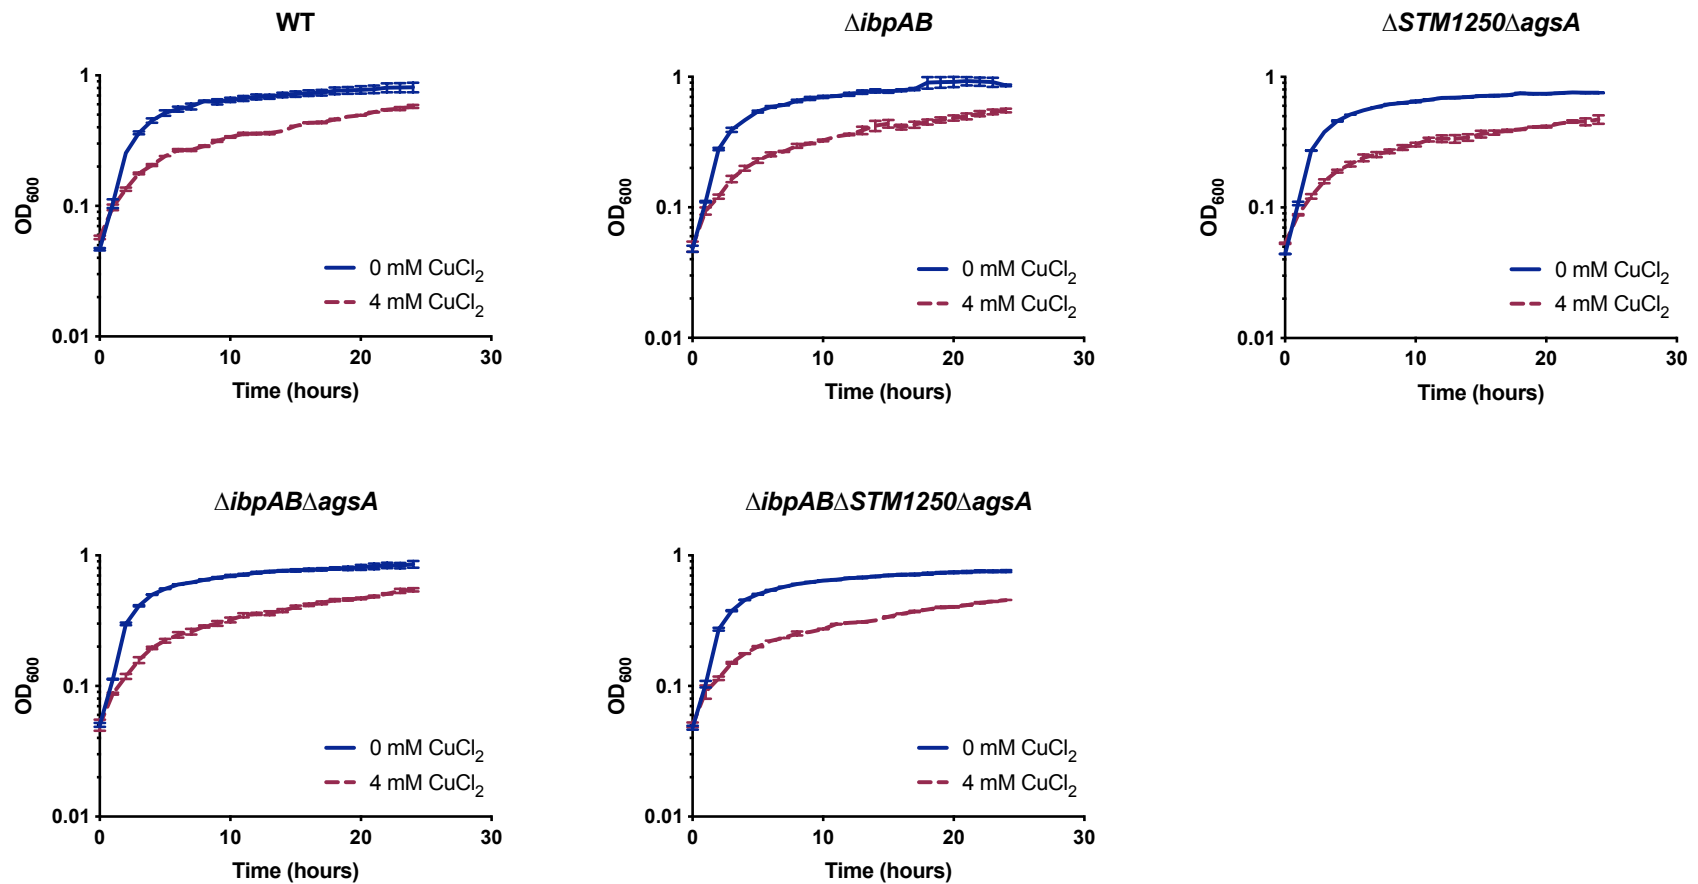 WT
1
0.1
0.01
OD600
0 mM CuCl2
4 mM CuCl2
0 10 20 30
Time (hours)
ΔibpAB
1
0.1
0.01
OD600
0 mM CuCl2
4 mM CuCl2
0 10 20 30
Time (hours)
ΔSTM1250ΔagsA
1
0.1
0.01
OD600
0 mM CuCl2
4 mM CuCl2
0 10 20 30
Time (hours)
ΔibpABΔagsA
1
0.1
0.01
OD600
0 mM CuCl2
4 mM CuCl2
0 10 20 30
Time (hours)
ΔibpABΔSTM1250ΔagsA
1
0.1
0.01
OD600
0 mM CuCl2
4 mM CuCl2
0 10 20 30
Time (hours)